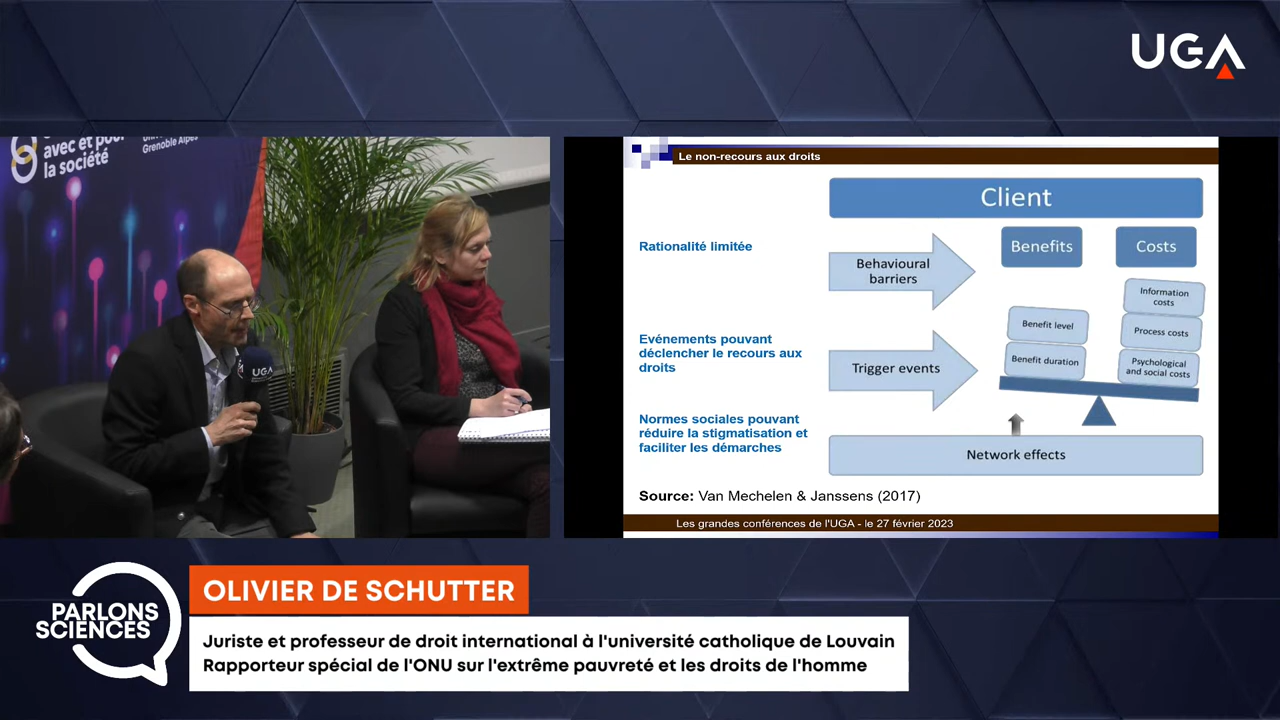 UGA
avec et pour
la société
Grenoble Alpes
UGA
Le non-recours aux droits
Client
Rationalité limitée
Behavioural
barriers
Benefits
Costs
Information
costs
Benefit level
Process costs
Evénements pouvant
déclencher le recours aux
droits
Trigger events
Benefit duration
Psychological
and social costs
Normes sociales pouvant
réduire la stigmatisation et
faciliter les démarches
Network effects
Source: Van Mechelen & Janssens (2017)
Les grandes conférences de l'UGA - le 27 février 2023
PARLONS
SCIENCES
OLIVIER DE SCHUTTER
Juriste et professeur de droit international à l'université catholique de Louvain
Rapporteur spécial de l'ONU sur l'extrême pauvreté et les droits de l'homme